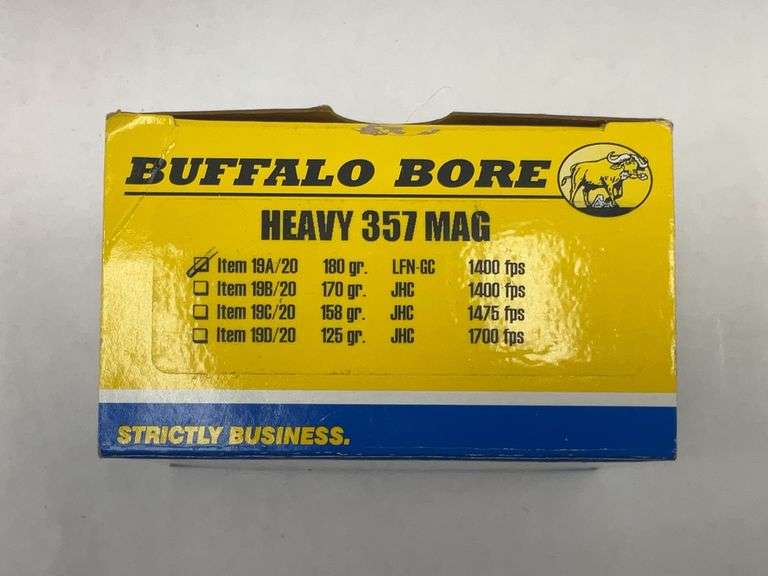 BUFFALO BORE
HEAVY 357 MAG
Item 19A/20 180 gr. LFN-GC 1400 fps
Item 19B/20 170 gr. JHC 1400 fps
Item 19C/20 158 gr. JHC 1475 fps
Item 19D/20 125 gr. JHC 1700 fps
STRICTLY BUSINESS.